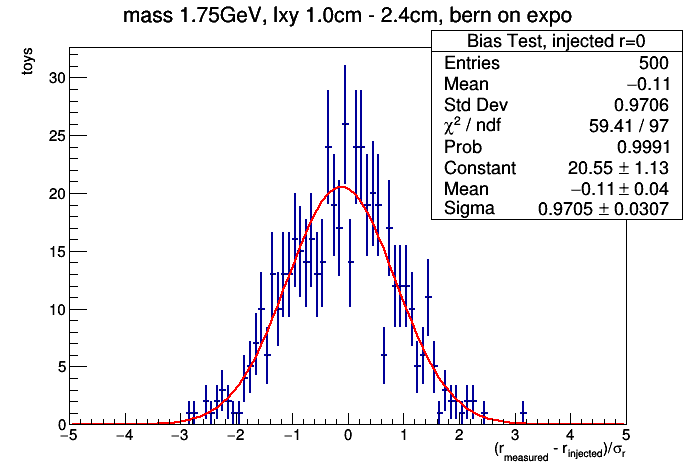 mass 1.75GeV, lxy 1.0cm - 2.4cm, bern on expo
Bias Test, injected r=0
Entries 500
Mean −0.11
Std Dev 0.9706
χ² / ndf 59.41 / 97
Prob 0.9991
Constant 20.55 ± 1.13
Mean −0.11 ± 0.04
Sigma 0.9705 ± 0.0307
toys
30
25
20
15
10
5
0
−5 −4 −3 −2 −1 0 1 2 3 4 5
(r_measured - r_injected)/σ_r